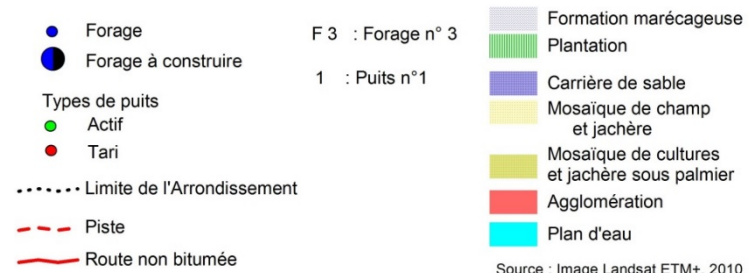 Forage
Forage à construire
Types de puits
Actif
Tari
Limite de l'Arrondissement
Piste
Route non bitumée
F 3 : Forage n° 3
1 : Puits n°1
Formation marécageuse
Plantation
Carrière de sable
Mosaïque de champ
et jachère
Mosaïque de cultures
et jachère sous palmier
Agglomération
Plan d'eau
Source : Image Landsat ETM+, 2010